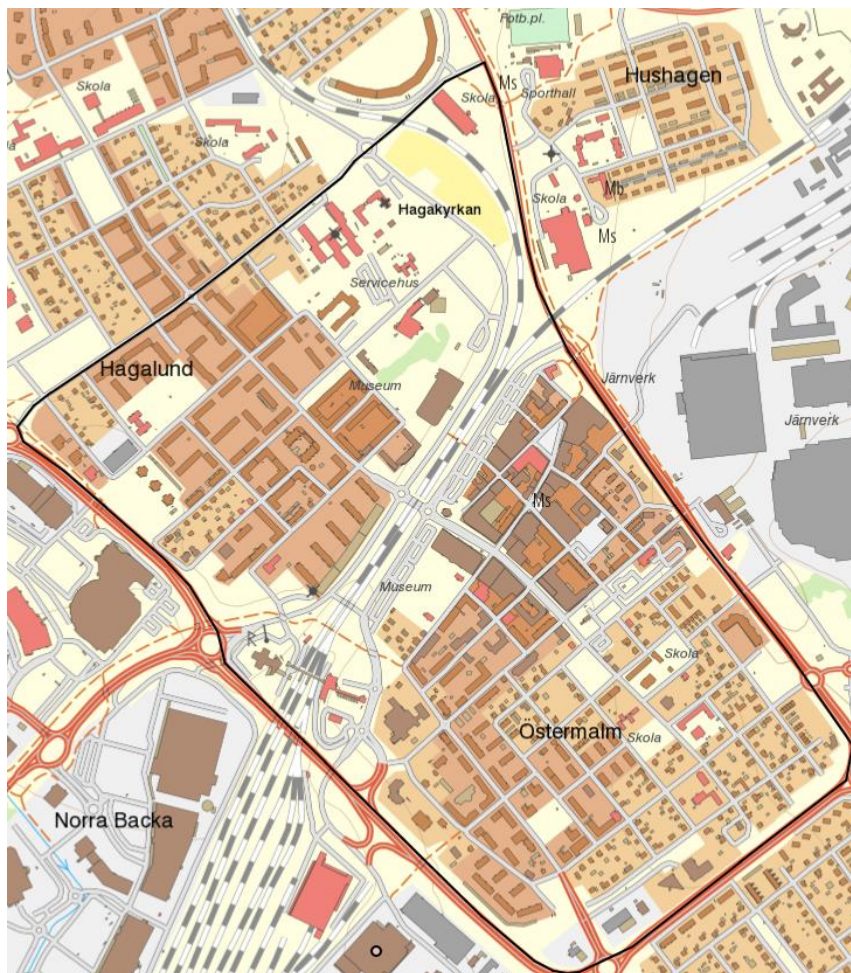 Fotb.pl.
Skola
Ms
Skola
Sporthall
Hushagen
Skola
Skola
Mb
Hagakyrkan
Ms
Servicehus
Hagalund
Museum
Järnverk
Järnverk
Ms
Museum
Skola
Östermalm
Skola
Norra Backa